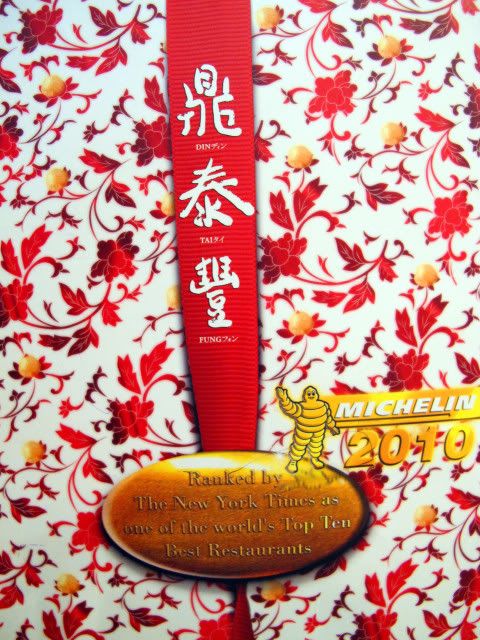 鼎
DINディン
泰
TAIタイ
豐
FUNGフォン
MICHELIN
2010
Ranked by
The New York Times as
one of the world's Top Ten
Best Restaurants